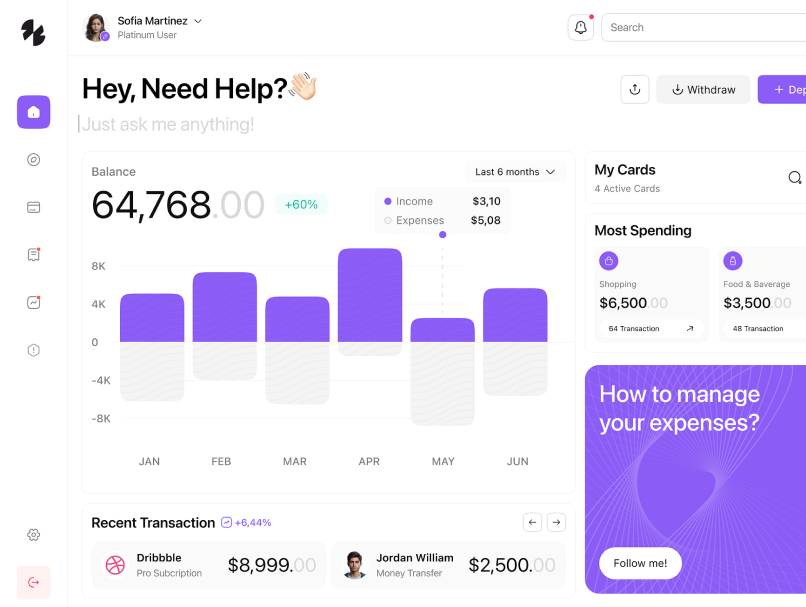 Sofia Martinez
Platinum User
Search
Hey, Need Help?👋🏻
Just ask me anything!
Withdraw
+ Dep
Balance
Last 6 months
64,768.00
+60%
Income $3,10
Expenses $5,08
8K
4K
0
-4K
-8K
JAN FEB MAR APR MAY JUN
My Cards
4 Active Cards
Most Spending
Shopping
$6,500.00
64 Transaction
Food & Baverage
$3,500.00
48 Transaction
How to manage
your expenses?
Follow me!
Recent Transaction +6,44%
Dribbble
Pro Subcription
$8,999.00
Jordan William
Money Transfer
$2,500.00